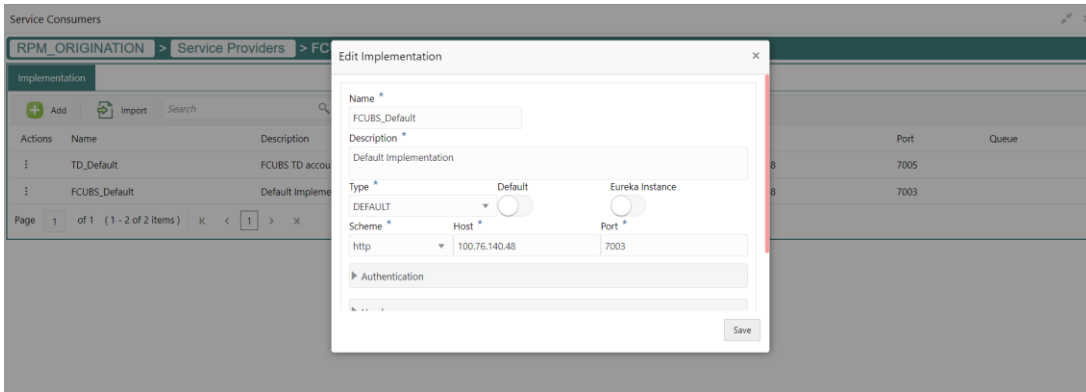 Service Consumers
RPM_ORIGINATION > Service Providers > FC
Implementation
Add Import Search
Actions Name Description Port Queue
TD_Default FCUBS TD accou 8 7005
FCUBS_Default Default Impleme 8 7003
Page 1 of 1 (1 - 2 of 2 items) K < 1 > Ʞ
Edit Implementation ×
Name *
FCUBS_Default
Description *
Default Implementation
Type * Default Eureka Instance
DEFAULT
Scheme * Host * Port *
http 100.76.140.48 7003
Authentication
Save